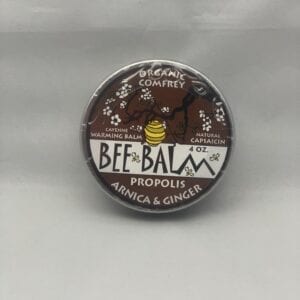 ORGANIC
COMFREY
CAYENNE
WARMING BALM
NATURAL
CAPSAICIN
4 OZ.
BEE BALM
PROPOLIS
ARNICA & GINGER